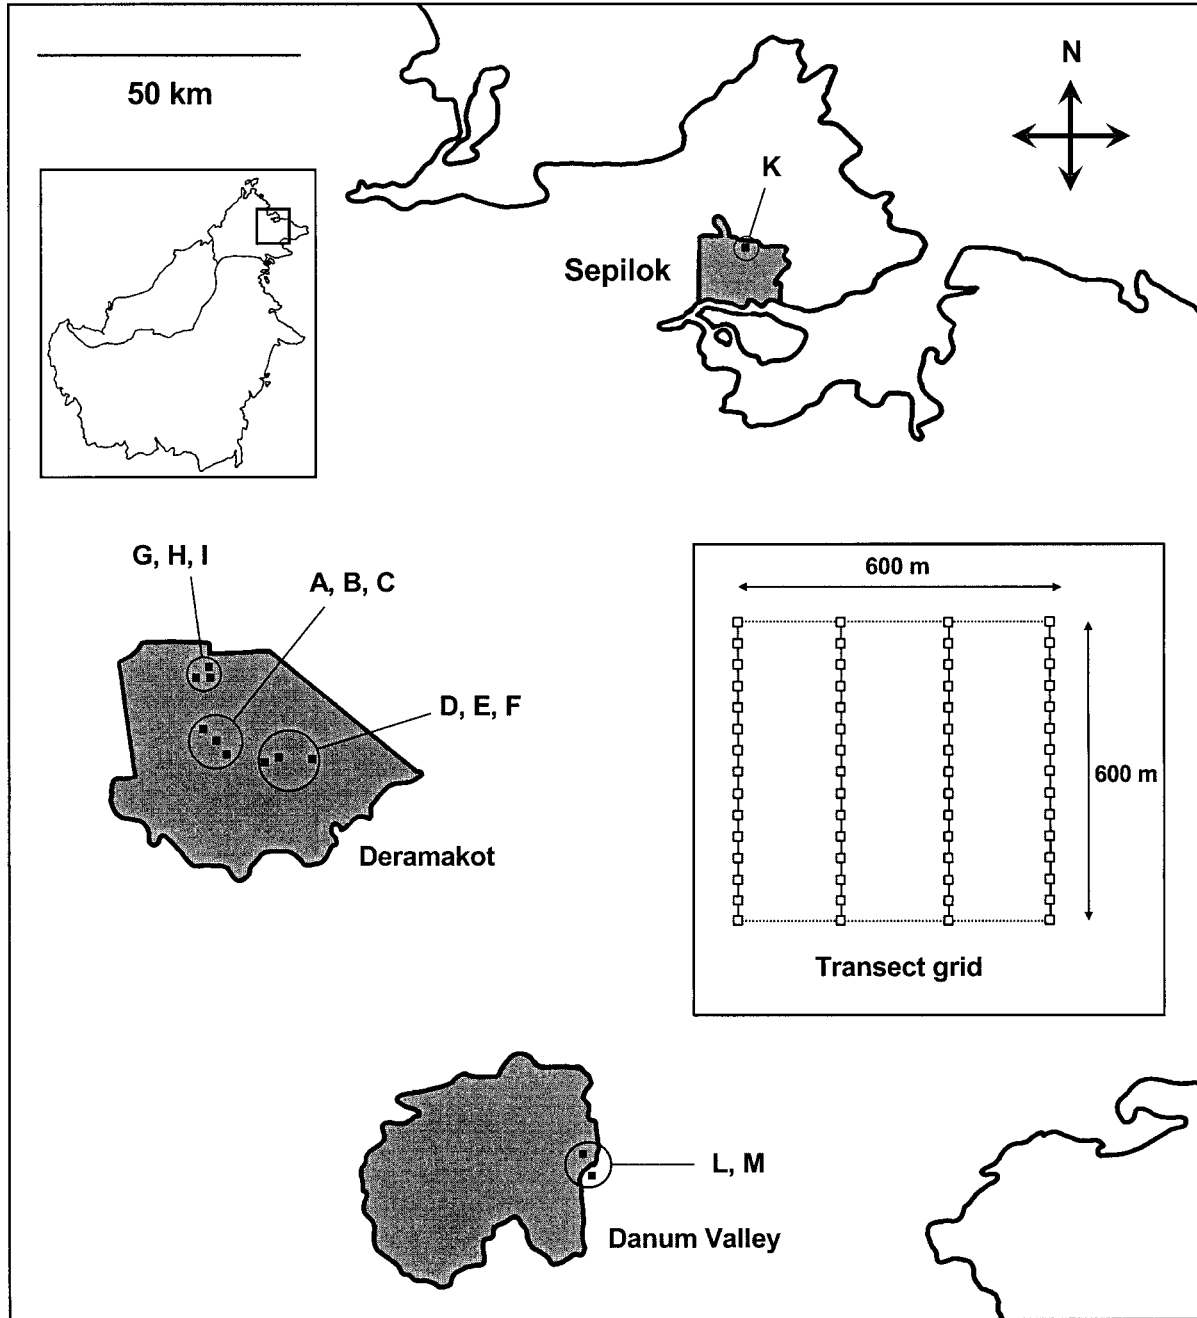 50 km
N
K
Sepilok
G, H, I
A, B, C
D, E, F
Deramakot
600 m
600 m
Transect grid
L, M
Danum Valley